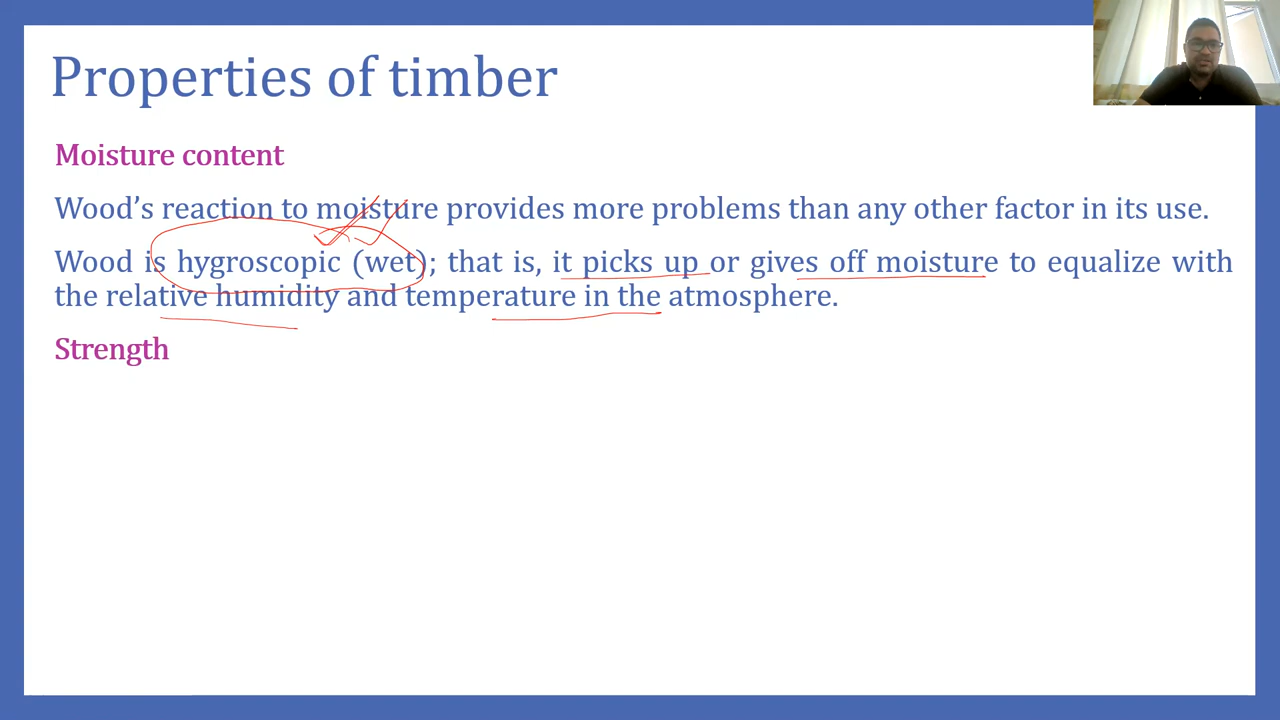 Properties of timber
Moisture content
Wood’s reaction to moisture provides more problems than any other factor in its use.
Wood is hygroscopic (wet); that is, it picks up or gives off moisture to equalize with
the relative humidity and temperature in the atmosphere.
Strength